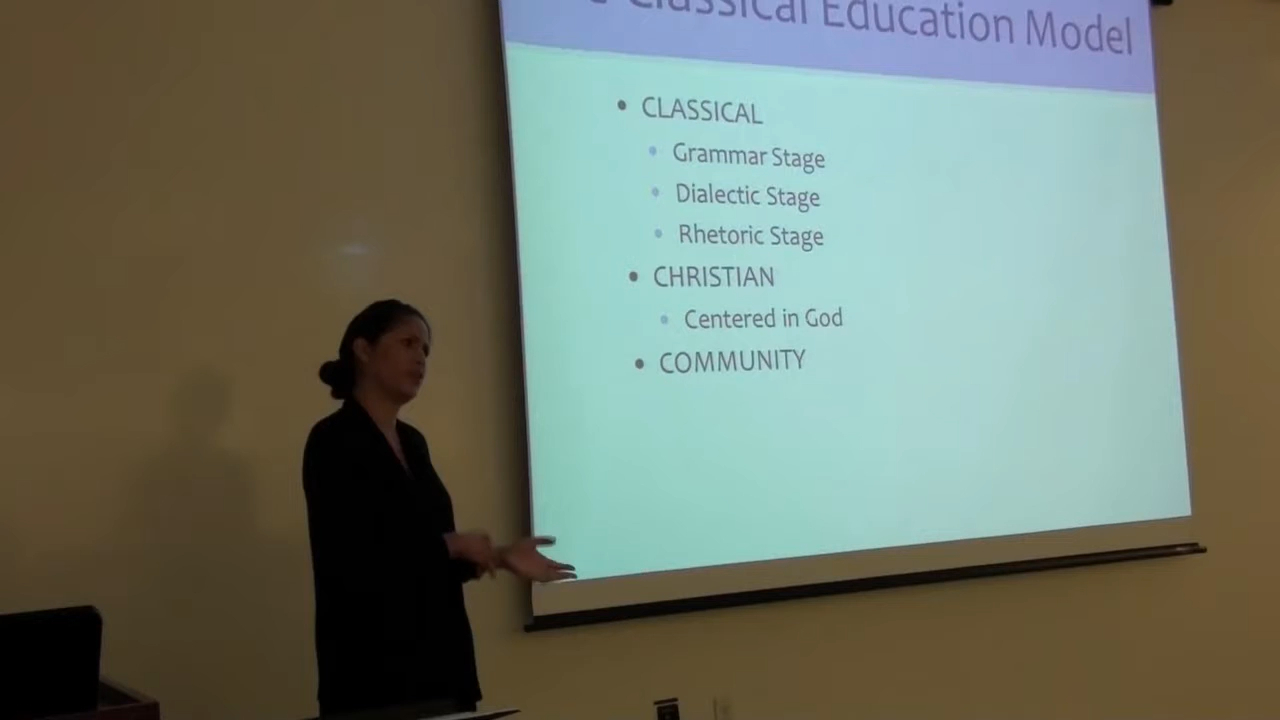 Classical Education Model
• CLASSICAL
• Grammar Stage
• Dialectic Stage
• Rhetoric Stage
• CHRISTIAN
• Centered in God
• COMMUNITY